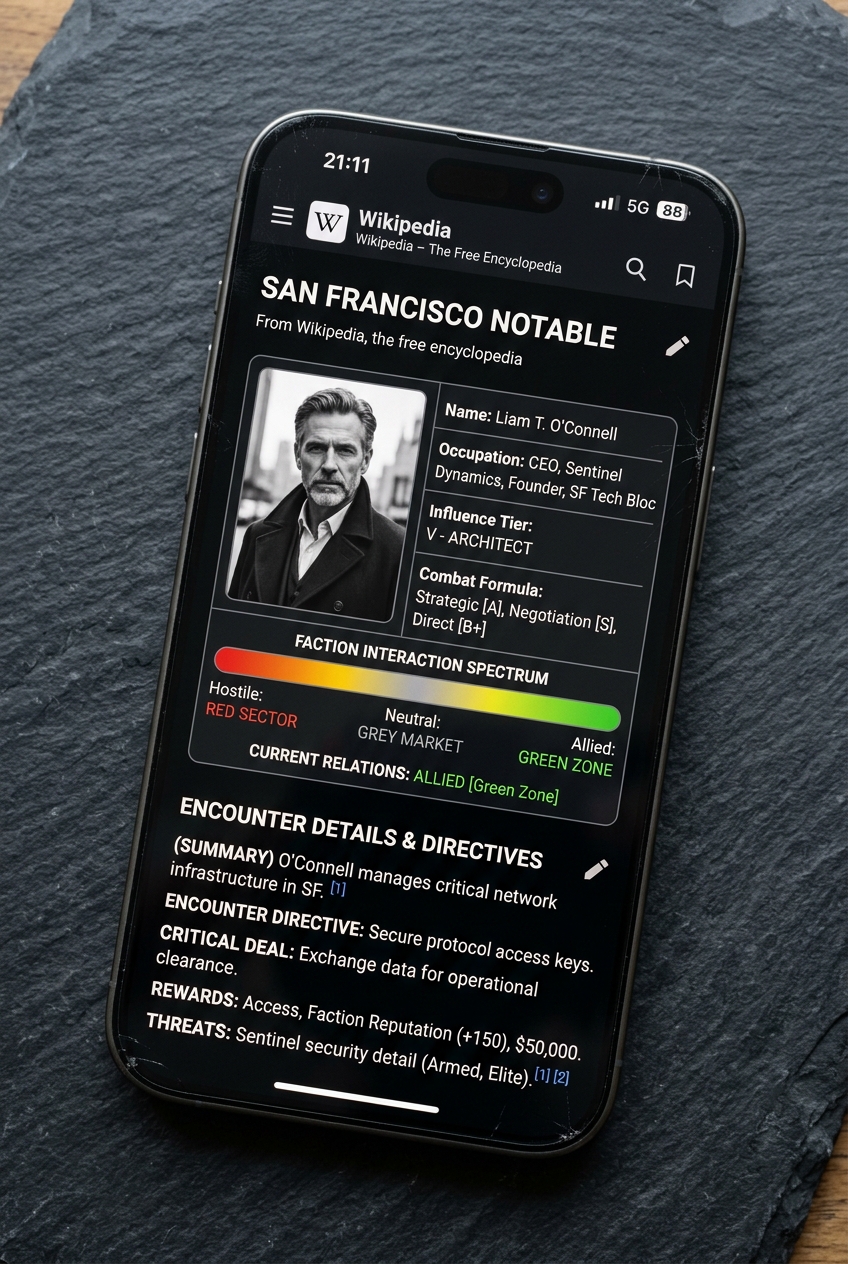 21:11
5G 88
W
Wikipedia
Wikipedia – The Free Encyclopedia
SAN FRANCISCO NOTABLE
From Wikipedia, the free encyclopedia
Name: Liam T. O'Connell
Occupation: CEO, Sentinel
Dynamics, Founder, SF Tech Bloc
Influence Tier:
V - ARCHITECT
Combat Formula:
Strategic [A], Negotiation [S],
Direct [B+]
FACTION INTERACTION SPECTRUM
Hostile:
RED SECTOR
Neutral:
GREY MARKET
Allied:
GREEN ZONE
CURRENT RELATIONS: ALLIED [Green Zone]
ENCOUNTER DETAILS & DIRECTIVES
(SUMMARY) O'Connell manages critical network
infrastructure in SF. [1]
ENCOUNTER DIRECTIVE: Secure protocol access keys.
CRITICAL DEAL: Exchange data for operational
clearance.
REWARDS: Access, Faction Reputation (+150), $50,000.
THREATS: Sentinel security detail (Armed, Elite). [1] [2]